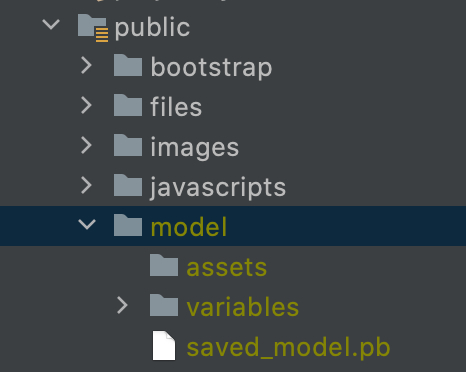 public
bootstrap
files
images
javascripts
model
assets
variables
saved_model.pb